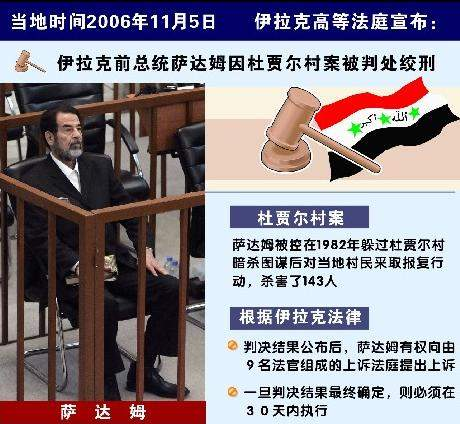 当地时间2006年11月5日 伊拉克高等法庭宣布：
伊拉克前总统萨达姆因杜贾尔村案被判处绞刑
الله اكبر
杜贾尔村案
萨达姆被控在1982年躲过杜贾尔村
暗杀图谋后对当地村民采取报复行
动，杀害了143人
根据伊拉克法律
判决结果公布后，萨达姆有权向由
9名法官组成的上诉法庭提出上诉
一旦判决结果最终确定，则必须在
30天内执行
萨达姆